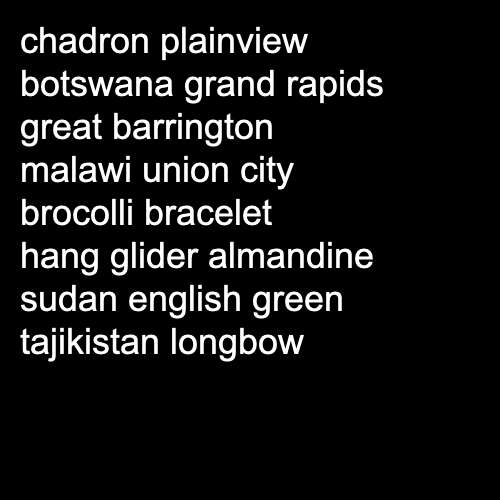 chadron plainview
botswana grand rapids
great barrington
malawi union city
brocolli bracelet
hang glider almandine
sudan english green
tajikistan longbow